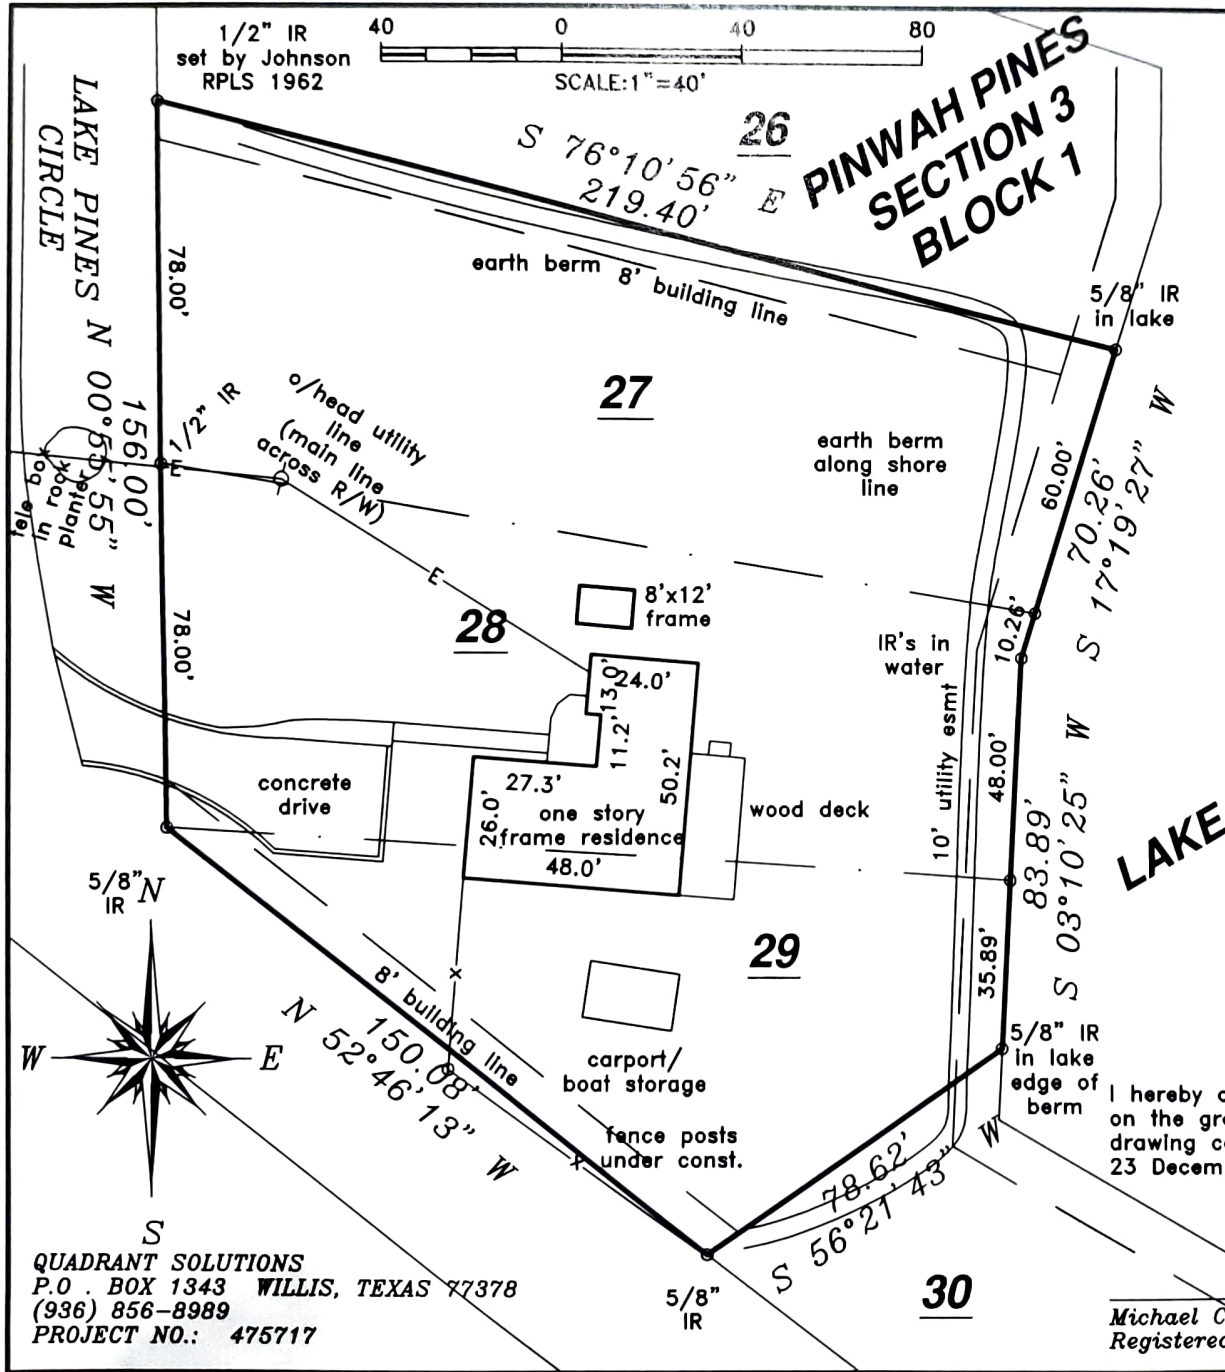 1/2" IR
set by Johnson
RPLS 1962
40 0 40 80
SCALE:1"=40'
26
PINWAH PINES
SECTION 3
BLOCK 1
S 76°10'56" E
219.40'
LAKE PINES
CIRCLE
N 00°55'55" W
156.00'
78.00'
earth berm
8' building line
5/8" IR
in lake
27
1/2" IR
o/head utility
line
(main line
across R/W)
earth berm
along shore
line
60.00'
70.26'
S 17°19'27" W
tele box
in rock
planter
E
E
8'x12'
frame
28
78.00'
IR's in
water
10.26'
24.0'
13.0'
11.2'
50.2'
27.3'
26.0'
one story
frame residence
48.0'
concrete
drive
wood deck
10' utility esmt
48.00'
83.89'
S 03°10'25" W
LAKE
5/8"
IR
29
35.89'
8' building line
150.08'
N 52°46'13" W
x
carport/
boat storage
5/8" IR
in lake
edge of
berm
fence posts
under const.
x
78.62'
S 56°21'43" W
N
W E
S
I hereby
on the
drawing
23
QUADRANT SOLUTIONS
P.O . BOX 1343 WILLIS, TEXAS 77378
(936) 856-8989
PROJECT NO.: 475717
5/8"
IR
30
Michael C
Registered